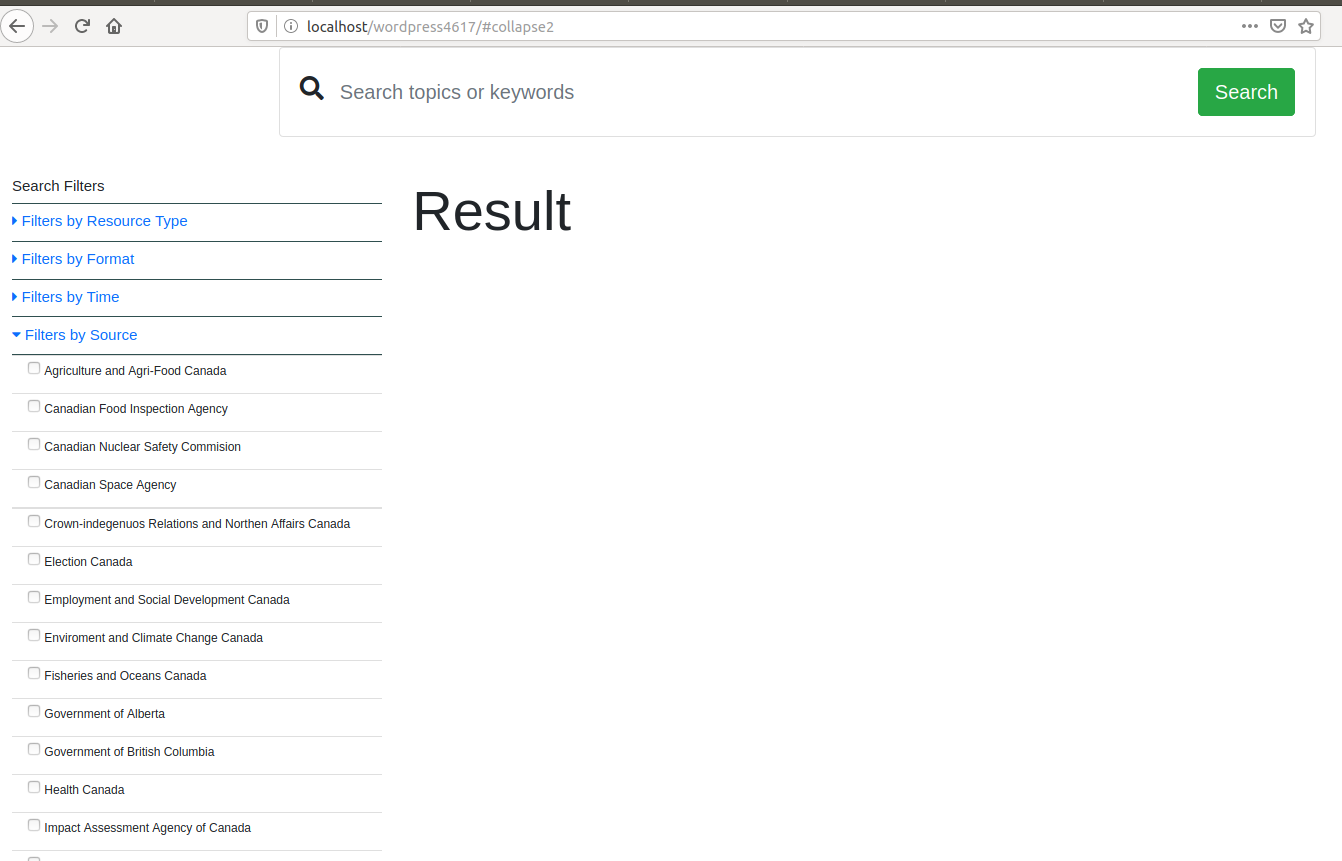 localhost/wordpress4617/#collapse2
Search topics or keywords
Search
Search Filters
Result
Filters by Resource Type
Filters by Format
Filters by Time
Filters by Source
Agriculture and Agri-Food Canada
Canadian Food Inspection Agency
Canadian Nuclear Safety Commision
Canadian Space Agency
Crown-indegenuos Relations and Northen Affairs Canada
Election Canada
Employment and Social Development Canada
Enviroment and Climate Change Canada
Fisheries and Oceans Canada
Government of Alberta
Government of British Columbia
Health Canada
Impact Assessment Agency of Canada